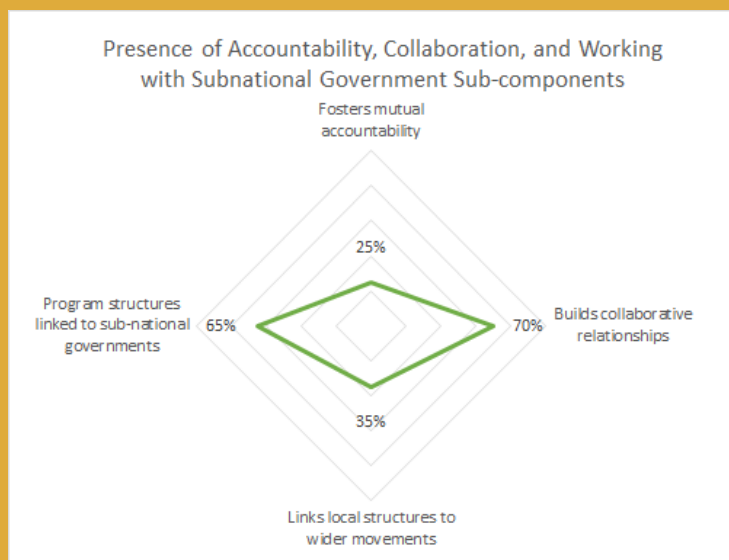 Presence of Accountability, Collaboration, and Working
with Subnational Government Sub-components
Fosters mutual
accountability
25%
Program structures
linked to sub-national
governments
65%
70%
Builds collaborative
relationships
35%
Links local structures to
wider movements